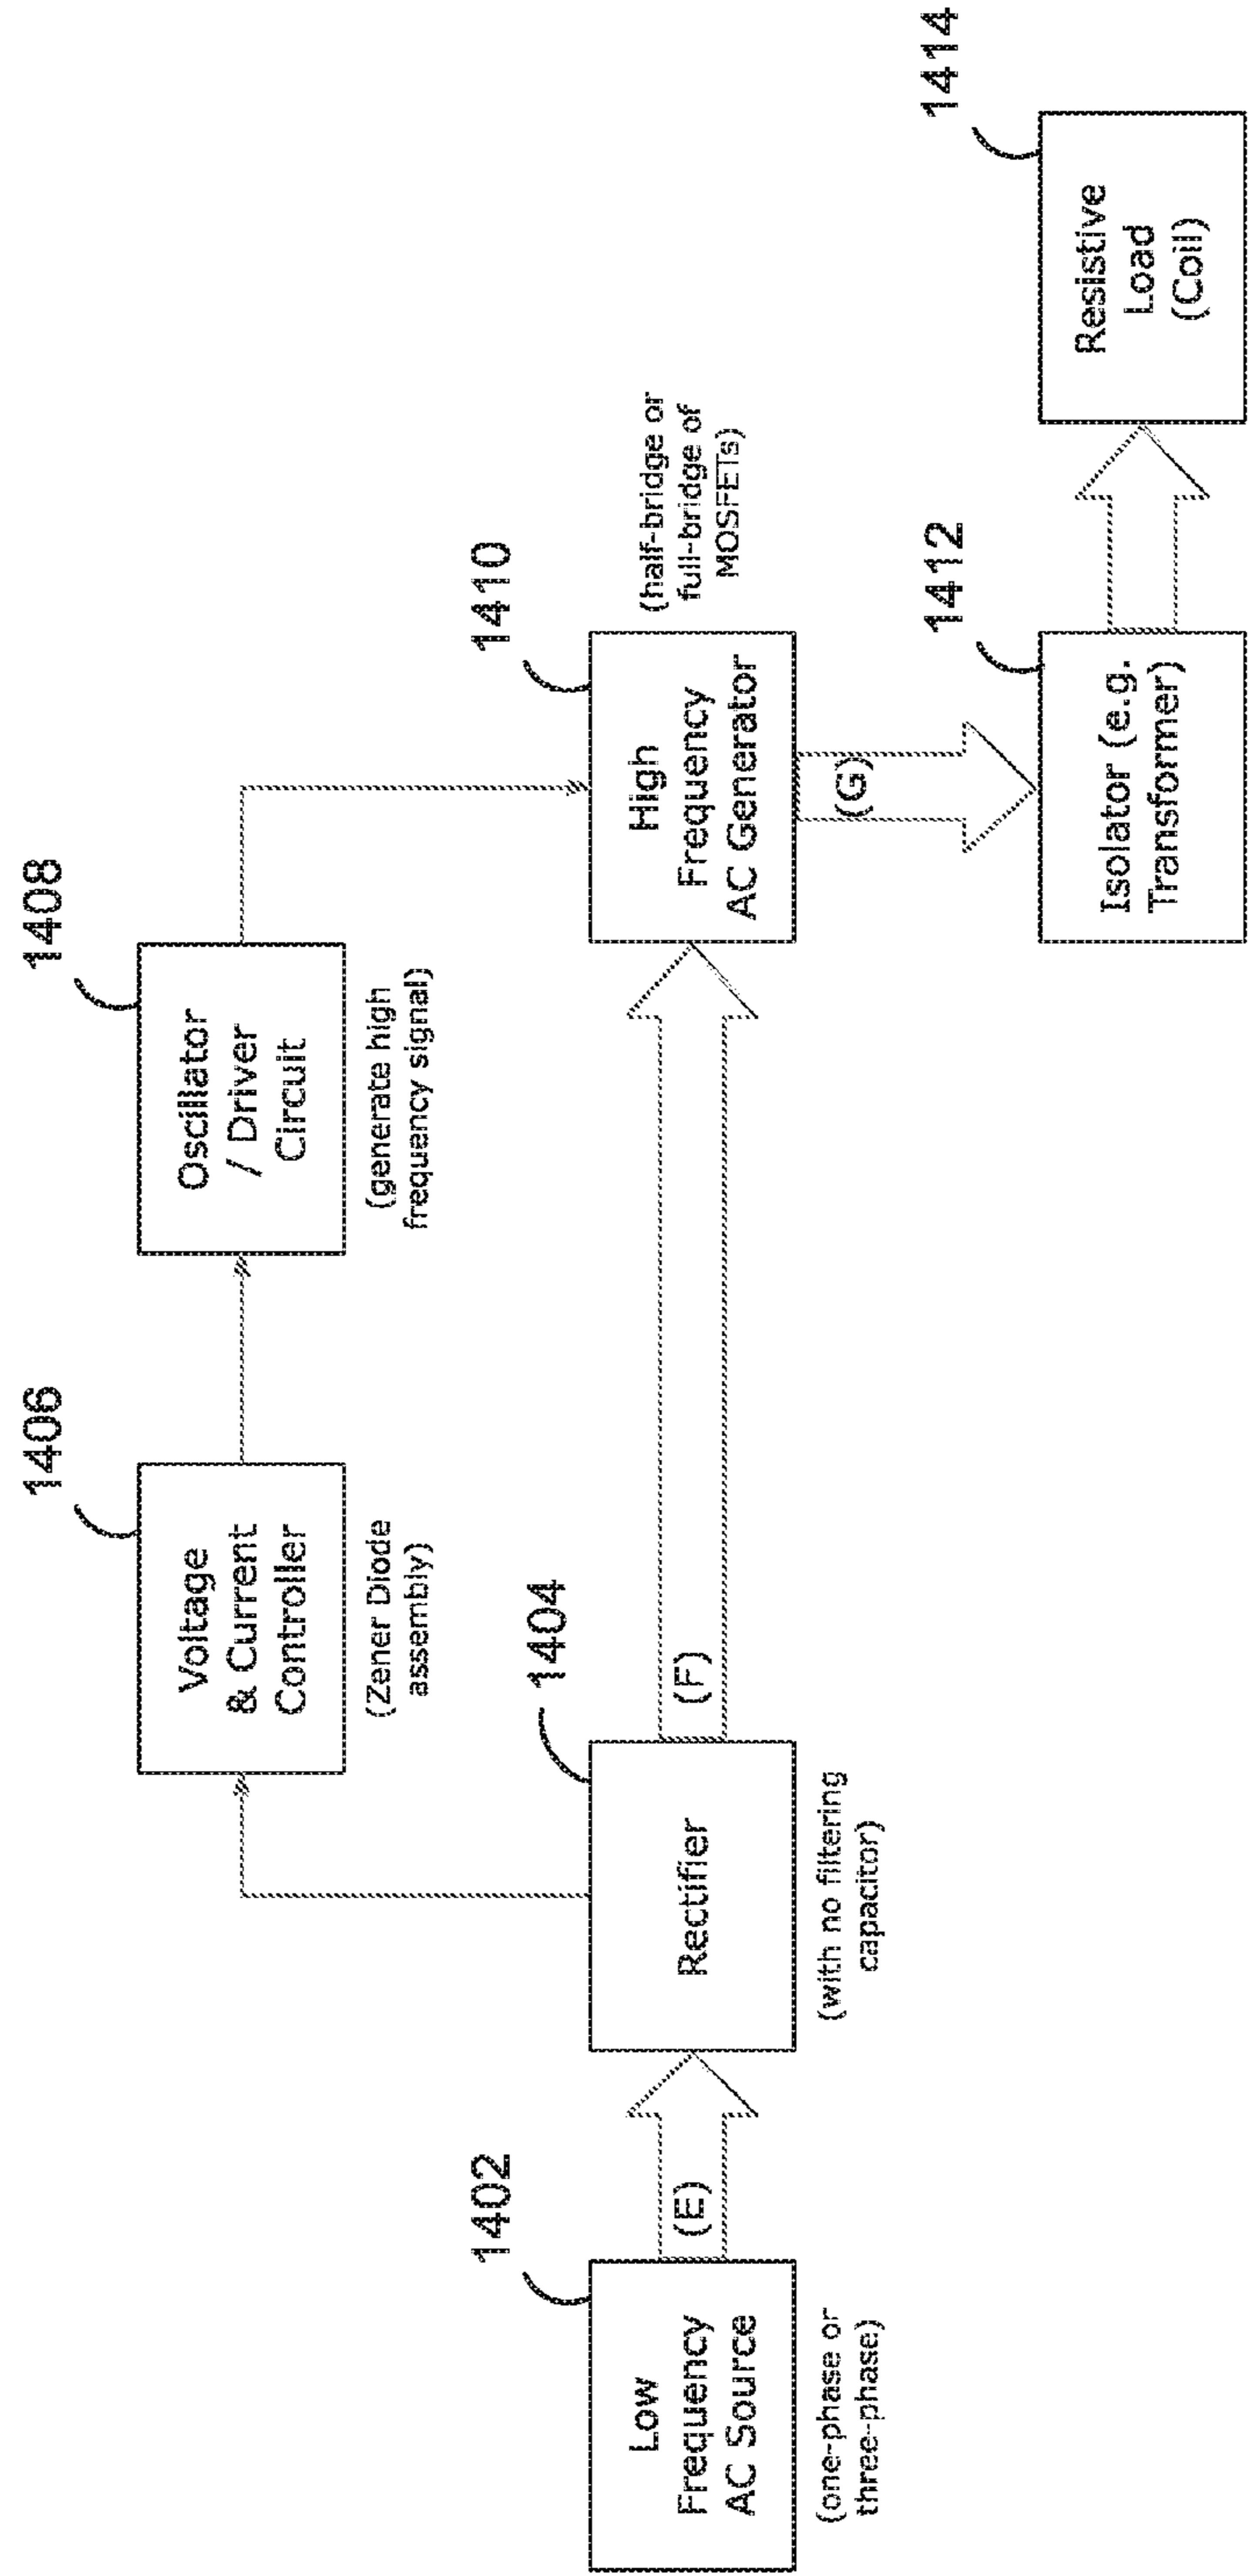 1406
Voltage
& Current
Controller
(Zener Diode
assembly)
1408
Oscillator
/ Driver
Circuit
(generate high
frequency signal)
1402
Low
Frequency
AC Source
(one-phase or
three-phase)
(E)
1404
Rectifier
(with no filtering
capacitor)
(F)
1410
High
Frequency
AC Generator
(half-bridge or
full-bridge of
MOSFETs)
(G)
1412
Isolator (e.g.
Transformer)
1414
Resistive
Load
(Coil)